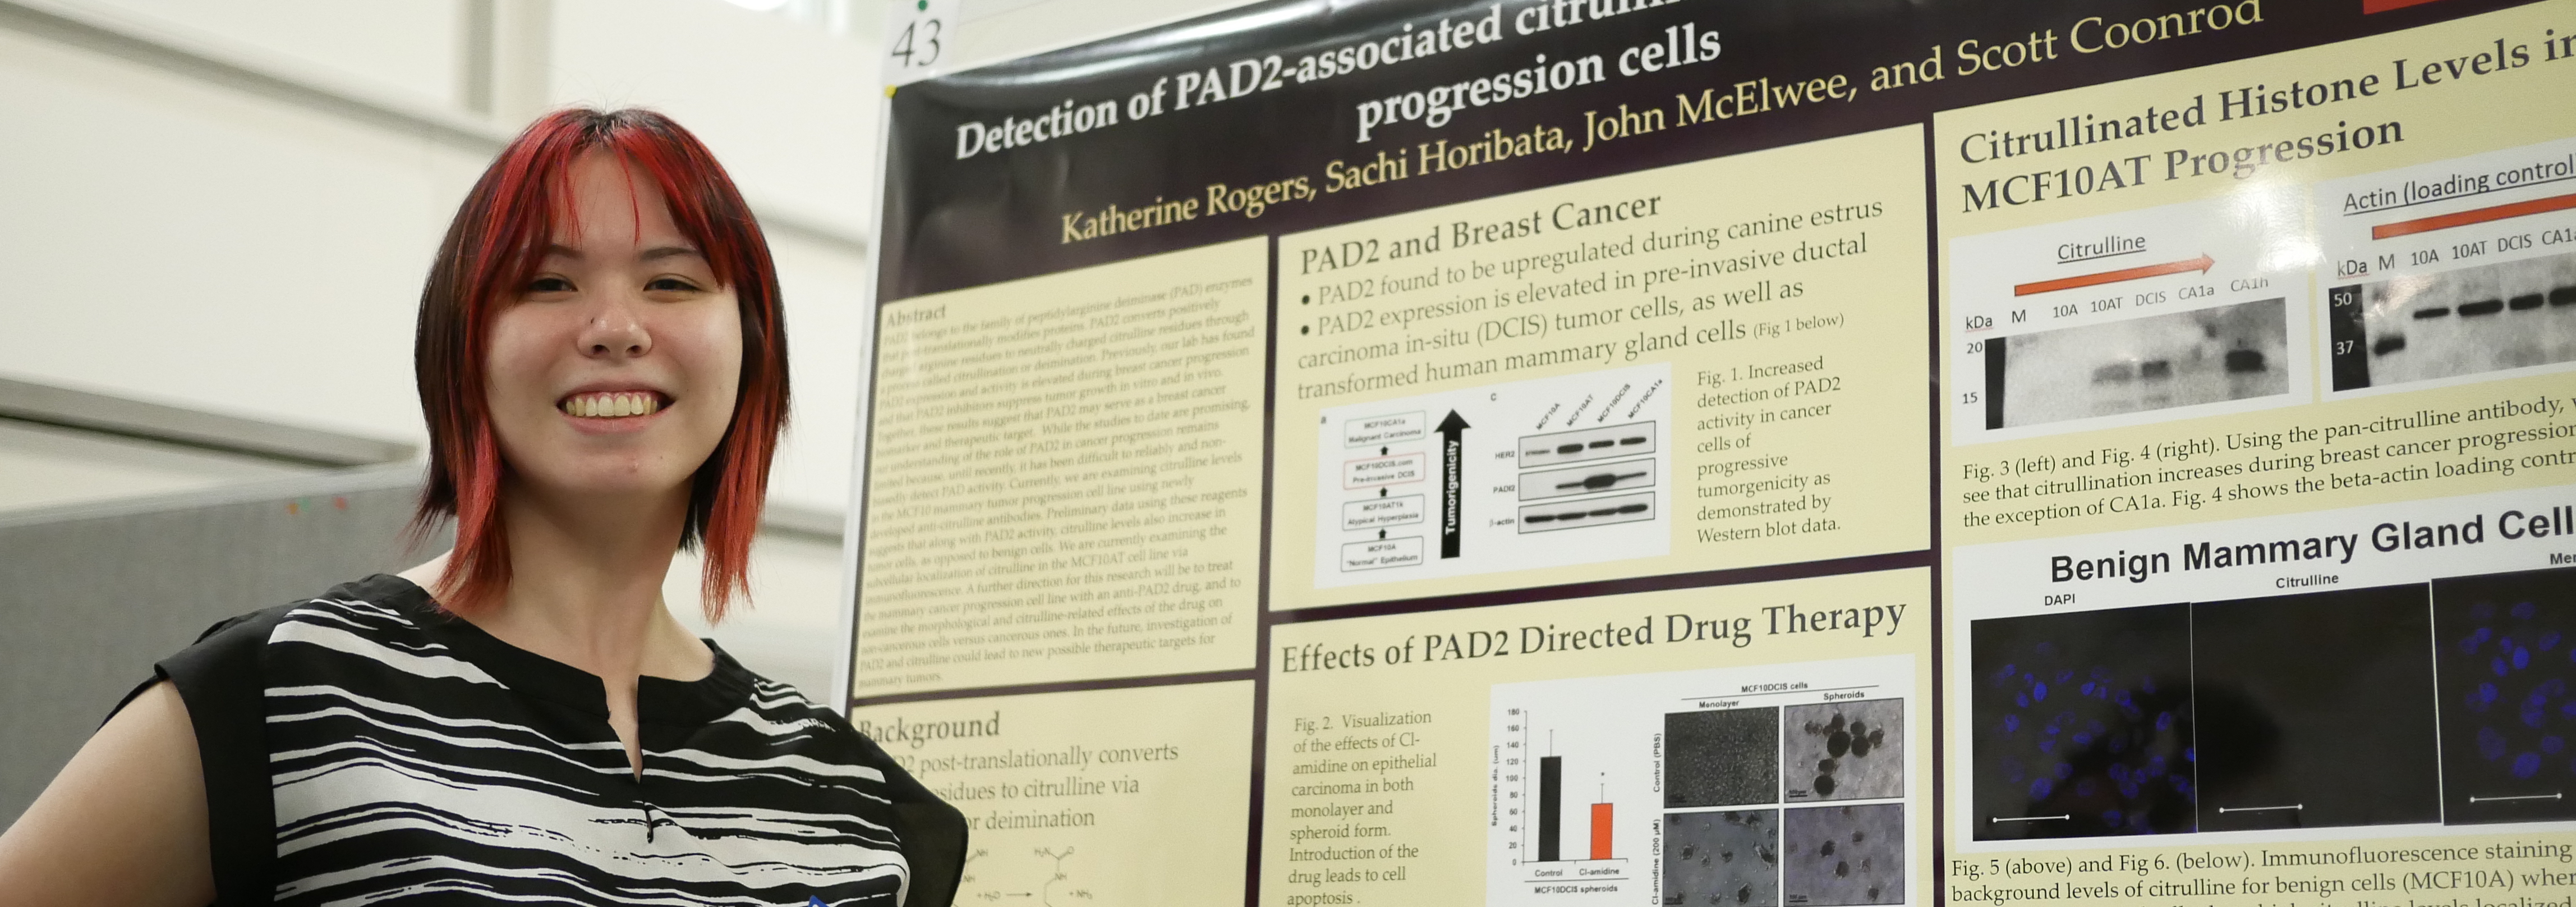 43
Detection of PAD2-associated
progression cells
Katherine Rogers, Sachi Horibata, John McElwee, and Scott Coonrod
Abstract
PAD2 belongs to the family of peptidylarginine deiminase (PAD) enzymes
that post-translationally modifies proteins. PAD2 converts positively
charged arginine residues to neutrally charged citrulline residues through
a process called citrullination or deimination. Previously, our lab has found
PAD2 expression and activity is elevated during breast cancer progression
and that PAD2 inhibitors suppress tumor growth in vitro and in vivo.
Together, these results suggest that PAD2 may serve as a breast cancer
biomarker and therapeutic target. While the studies to date are promising,
our understanding of the role of PAD2 in cancer progression remains
limited because, until recently, it has been difficult to reliably and non-
detect PAD activity. Currently, we are examining citrulline levels
in the MCF10 mammary tumor progression cell line using newly
developed anti-citrulline antibodies. Preliminary data using these reagents
suggests that along with PAD2 activity, citrulline levels also increase in
tumor cells, as opposed to benign cells. We are currently examining the
subcellular localization of citrulline in the MCF10AT cell line via
immunofluorescence. A further direction for this research will be to treat
the mammary cancer progression cell line with an anti-PAD2 drug, and to
examine the morphological and citrulline-related effects of the drug on
non-cancerous cells versus cancerous ones. In the future, investigation of
PAD2 and citrulline could lead to new possible therapeutic targets for
mammary tumors.
Background
post-translationally converts
to citrulline via
deimination
NH
H₂N O
NH
+ H₂O
+ NH₃
PAD2 and Breast Cancer
• PAD2 found to be upregulated during canine estrus
• PAD2 expression is elevated in pre-invasive ductal
carcinoma in-situ (DCIS) tumor cells, as well as
transformed human mammary gland cells (Fig 1 below)
MCF10CA1a
Malignant Carcinoma
MCF10DCIS.com
Pre-invasive DCIS
MCF10AT1k
Atypical Hyperplasia
MCF10A
"Normal" Epithelium
Tumorigenicity
C
MCF10A MCF10AT MCF10DCIS MCF10CA1a
HER2
PADI2
β-actin
Fig. 1. Increased
detection of PAD2
activity in cancer
cells of
progressive
tumorgenicity as
demonstrated by
Western blot data.
Effects of PAD2 Directed Drug Therapy
Fig. 2. Visualization
of the effects of Cl-
amidine on epithelial
carcinoma in both
monolayer and
spheroid form.
Introduction of the
drug leads to cell
apoptosis .
Spheroids dia. (um)
180
160
140
120
100
80
60
40
20
0
*
Control Cl-amidine
MCF10DCIS spheroids
MCF10DCIS cells
Monolayer Spheroids
Control (PBS)
Cl-amidine (200 µM)
Citrullinated Histone Levels in
MCF10AT Progression
Citrulline
kDa M 10A 10AT DCIS CA1a CA1h
20
15
Actin (loading control
kDa M 10A 10AT DCIS
50
37
Fig. 3 (left) and Fig. 4 (right). Using the pan-citrulline antibody,
see that citrullination increases during breast cancer progression
the exception of CA1a. Fig. 4 shows the beta-actin loading
Benign Mammary Gland
DAPI
Citrulline
Fig. 5 (above) and Fig 6. (below). Immunofluorescence staining
background levels of citrulline for benign cells (MCF10A)